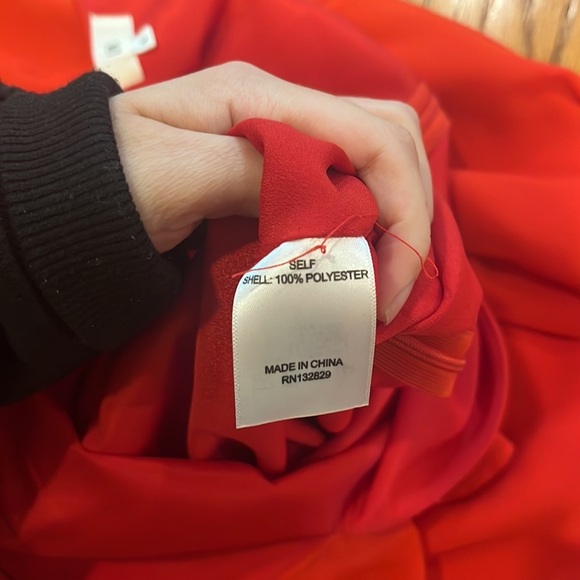 SELF
SHELL: 100% POLYESTER
MADE IN CHINA
RN132829